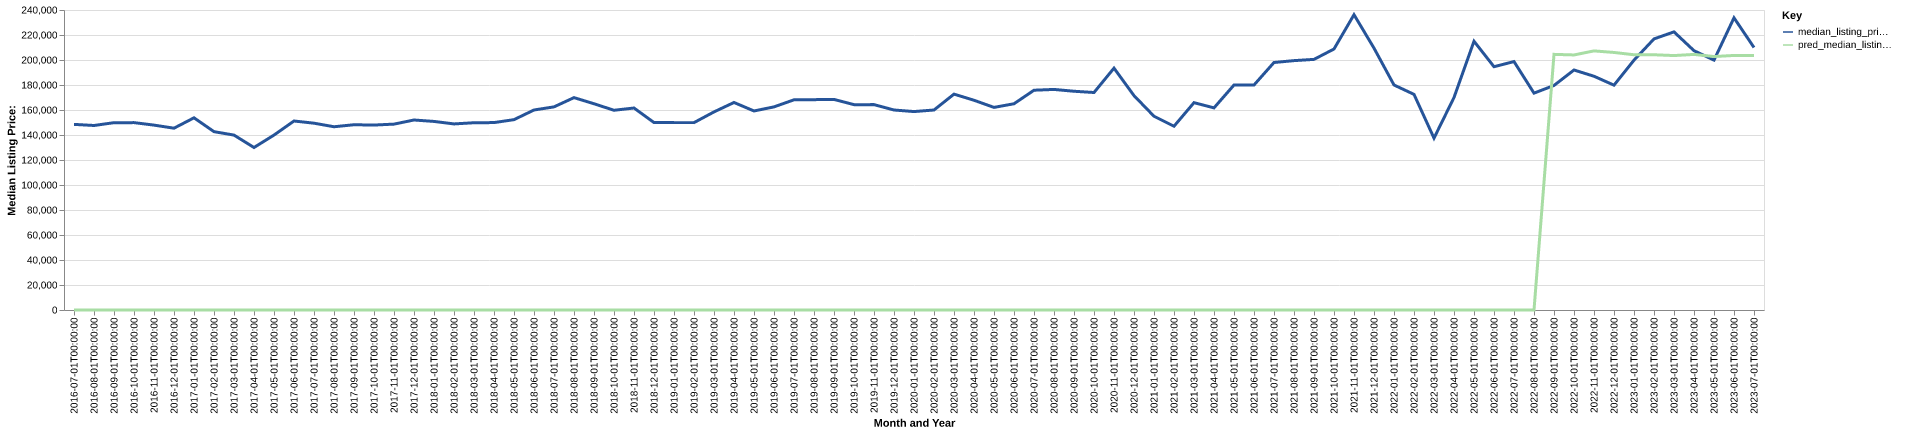 240,000
220,000
200,000
180,000
160,000
140,000
120,000
100,000
80,000
60,000
40,000
20,000
0
Median Listing Price:
2016-07-01T00:00:00
2016-08-01T00:00:00
2016-09-01T00:00:00
2016-10-01T00:00:00
2016-11-01T00:00:00
2016-12-01T00:00:00
2017-01-01T00:00:00
2017-02-01T00:00:00
2017-03-01T00:00:00
2017-04-01T00:00:00
2017-05-01T00:00:00
2017-06-01T00:00:00
2017-07-01T00:00:00
2017-08-01T00:00:00
2017-09-01T00:00:00
2017-10-01T00:00:00
2017-11-01T00:00:00
2017-12-01T00:00:00
2018-01-01T00:00:00
2018-02-01T00:00:00
2018-03-01T00:00:00
2018-04-01T00:00:00
2018-05-01T00:00:00
2018-06-01T00:00:00
2018-07-01T00:00:00
2018-08-01T00:00:00
2018-09-01T00:00:00
2018-10-01T00:00:00
2018-11-01T00:00:00
2018-12-01T00:00:00
2019-01-01T00:00:00
2019-02-01T00:00:00
2019-03-01T00:00:00
2019-04-01T00:00:00
2019-05-01T00:00:00
2019-06-01T00:00:00
2019-07-01T00:00:00
2019-08-01T00:00:00
2019-09-01T00:00:00
2019-10-01T00:00:00
2019-11-01T00:00:00
2019-12-01T00:00:00
2020-01-01T00:00:00
2020-02-01T00:00:00
2020-03-01T00:00:00
2020-04-01T00:00:00
2020-05-01T00:00:00
2020-06-01T00:00:00
2020-07-01T00:00:00
2020-08-01T00:00:00
2020-09-01T00:00:00
2020-10-01T00:00:00
2020-11-01T00:00:00
2020-12-01T00:00:00
2021-01-01T00:00:00
2021-02-01T00:00:00
2021-03-01T00:00:00
2021-04-01T00:00:00
2021-05-01T00:00:00
2021-06-01T00:00:00
2021-07-01T00:00:00
2021-08-01T00:00:00
2021-09-01T00:00:00
2021-10-01T00:00:00
2021-11-01T00:00:00
2021-12-01T00:00:00
2022-01-01T00:00:00
2022-02-01T00:00:00
2022-03-01T00:00:00
2022-04-01T00:00:00
2022-05-01T00:00:00
2022-06-01T00:00:00
2022-07-01T00:00:00
2022-08-01T00:00:00
2022-09-01T00:00:00
2022-10-01T00:00:00
2022-11-01T00:00:00
2022-12-01T00:00:00
2023-01-01T00:00:00
2023-02-01T00:00:00
2023-03-01T00:00:00
2023-04-01T00:00:00
2023-05-01T00:00:00
2023-06-01T00:00:00
2023-07-01T00:00:00
Month and Year
Key
median_listing_pri…
pred_median_listin…